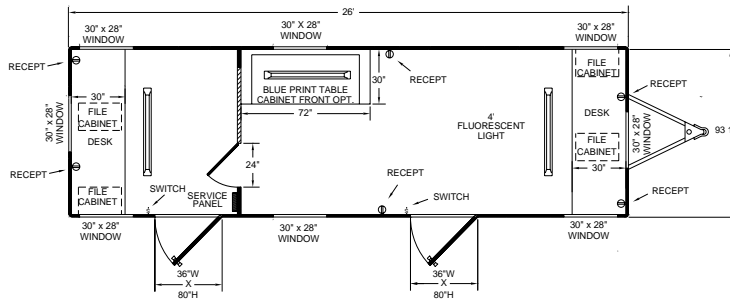 26'
30" x 28"
WINDOW
30" X 28"
WINDOW
30" x 28"
WINDOW
RECEPT
30"
FILE
CABINET
30" x 28"
WINDOW
DESK
BLUE PRINT TABLE
CABINET FRONT OPT.
30"
72"
RECEPT
4'
FLUORESCENT
LIGHT
FILE
CABINET
RECEPT
DESK
30" x 28"
WINDOW
FILE
CABINET
30"
93
RECEPT
24"
SWITCH
SERVICE
PANEL
FILE
CABINET
RECEPT
SWITCH
RECEPT
30" x 28"
WINDOW
30" x 28"
WINDOW
30" x 28"
WINDOW
36"W
X
80"H
36"W
X
80"H